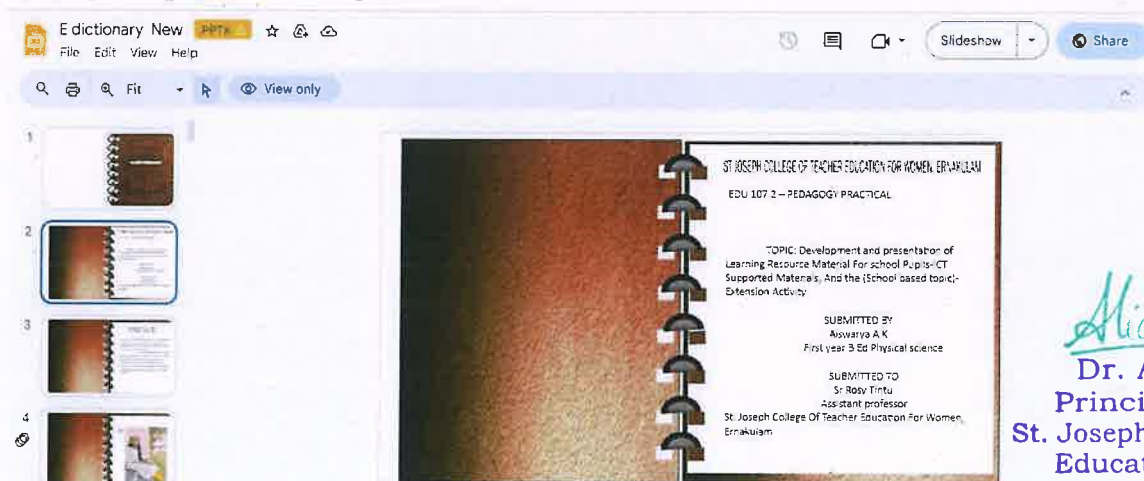 E dictionary New PPTX
File Edit View Help
Slideshow
Share
Fit
View only
1
2
3
4
ST JOSEPH COLLEGE OF TEACHER EDUCATION FOR WOMEN, ERNAKULAM
EDU 107 2 – PEDAGOGY PRACTICAL
TOPIC: Development and presentation of
Learning Resource Material For school Pupils-ICT
Supported Materials, And the (School based topic)-
Extension Activity
SUBMITTED BY
Aiswarya A K
First year B Ed Physical science
SUBMITTED TO
Sr Rosy Tintu
Assistant professor
St. Joseph College Of Teacher Education For Women,
Ernakulam
Dr. A
Princi
St. Joseph
Educat